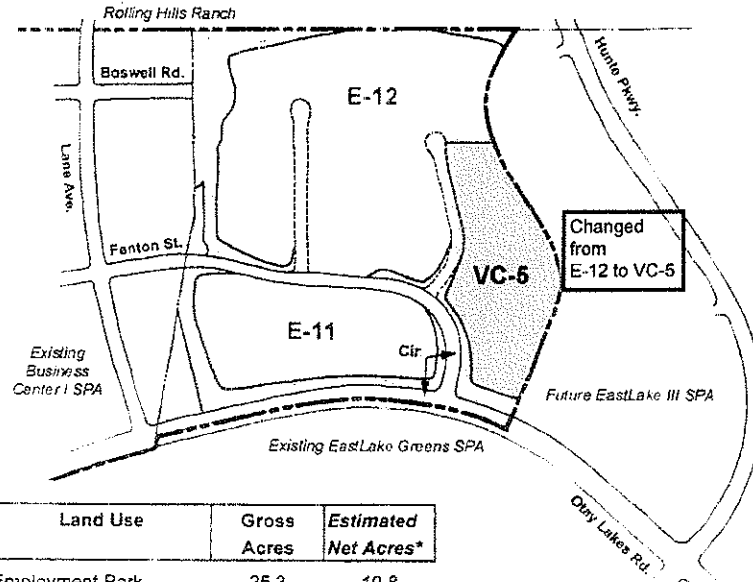 Rolling Hills Ranch
Boswell Rd.
E-12
Hunte Pkwy.
Lane Ave.
Fenton St.
VC-5
Changed
from
E-12 to VC-5
E-11
Cir
Existing
Business
Center I SPA
Future EastLake III SPA
Existing EastLake Greens SPA
Otay Lakes Rd.
Land Use Gross Estimated
Acres Net Acres*